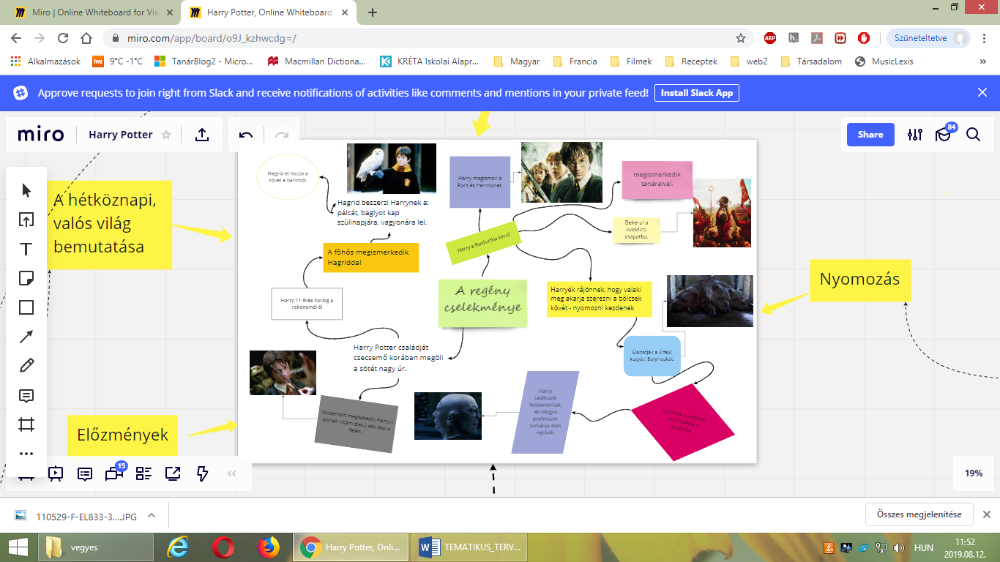 Miro | Online Whiteboard for Vis
Harry Potter, Online Whiteboard
miro.com/app/board/o9J_kzhwcdg=/
ABP
h.
Szüneteltetve
Alkalmazások
hvg
9°C -1°C
TanárBlog2 - Micro...
Macmillan Dictiona...
KRÉTA Iskolai Alapr...
Magyar
Francia
Filmek
Receptek
web2
Társadalom
MusicLexis
Approve requests to join right from Slack and receive notifications of activities like comments and mentions in your private feed!
Install Slack App
miro
Harry Potter
Share
84
A hétköznapi,
valós világ
bemutatása
Hagrid el hozza a
követ a bankból.
Hagrid beszerzi Harrynek a:
pálcát, baglyot kap
szülinapjára, vagyonára lel.
A főhős megismerkedik
Hagriddal
Harry 11 éves koráig a
rokonainál él
Harry Potter családját
csecsemő korában megöli
a sötét nagy úr.
Voldemort megsebesíti Harry-t
akinek villám alakú seb lesz a
fején.
Előzmények
Harry megismeri a
Ront és Hermionet.
megismerkedik
tanáraival.
Bekerul a
kviddics-
csapatba.
Harry a Roxfortba kerül
A regény
cselekménye
Harryék rájönnek, hogy valaki
meg akarja szerezni a bölcsek
kövét - nyomozni kezdenek
Nyomozás
Elaltatják a 3 fejű
kutyát: Bolyhoskát.
Harry
találkozik
Voldemorttal,
aki Mógus
professzor
turbánja alatt
rejtőzik.
15
19%
110529-F-EL833-3....JPG
Összes megjelenítése
vegyes
Harry Potter, Onli...
TEMATIKUS_TERV...
HUN
11:52
2019.08.12.